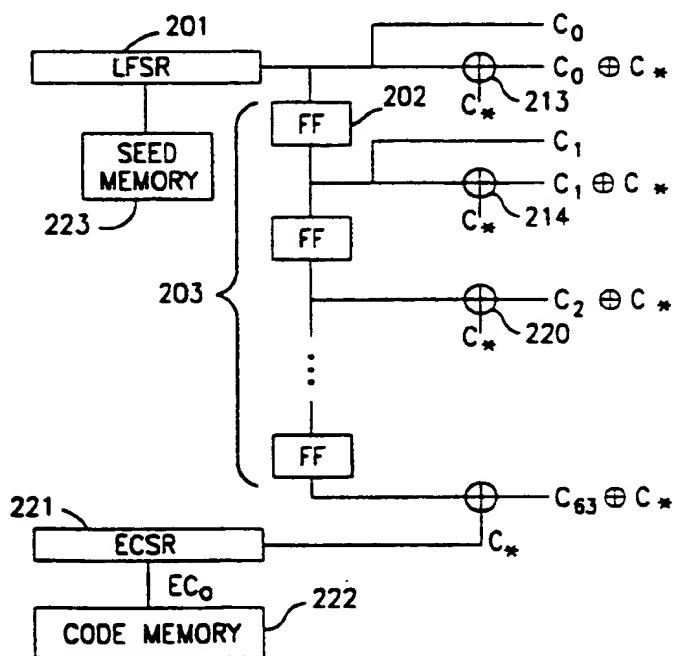 201
C₀
LFSR
C₀ ⊕ C*
202
C*
213
FF
C₁
SEED
MEMORY
C₁ ⊕ C*
223
C*
214
FF
203
C₂ ⊕ C*
C*
220
⋮
FF
221
C₆₃ ⊕ C*
ECSR
C*
EC₀
222
CODE MEMORY